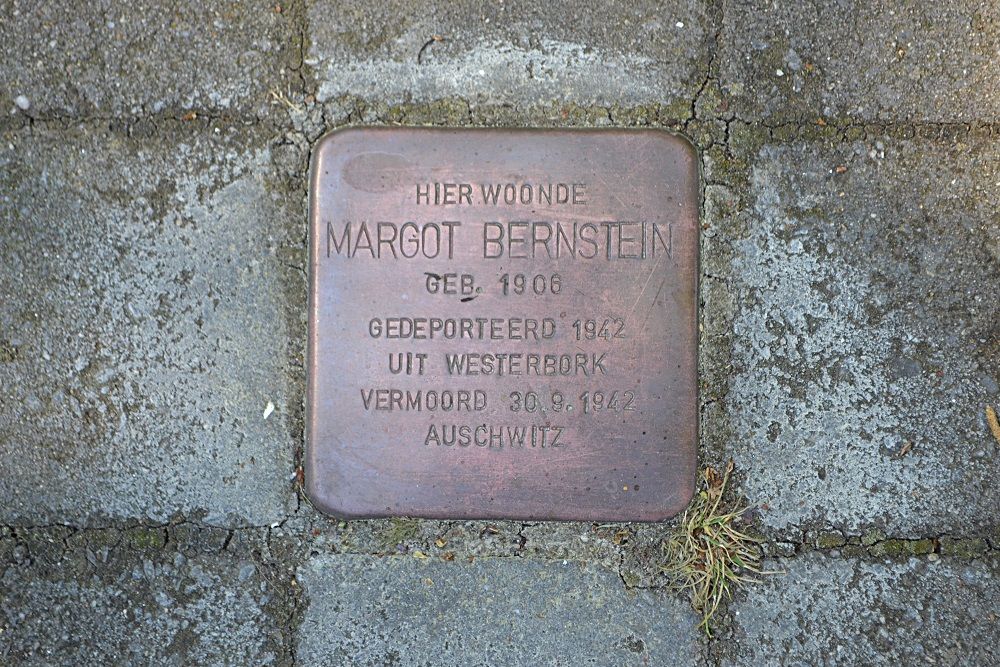 HIER WOONDE
MARGOT BERNSTEIN
GEB. 1906
GEDEPORTEERD 1942
UIT WESTERBORK
VERMOORD 30.9.1942
AUSCHWITZ